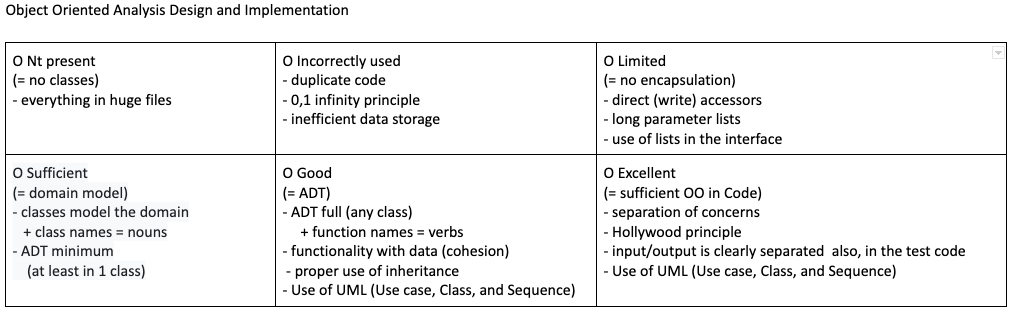 Object Oriented Analysis Design and Implementation
O Nt present
(= no classes)
- everything in huge files
O Incorrectly used
- duplicate code
- 0,1 infinity principle
- inefficient data storage
O Limited
(= no encapsulation)
- direct (write) accessors
- long parameter lists
- use of lists in the interface
O Sufficient
(= domain model)
- classes model the domain
+ class names = nouns
- ADT minimum
(at least in 1 class)
O Good
(= ADT)
- ADT full (any class)
+ function names = verbs
- functionality with data (cohesion)
- proper use of inheritance
- Use of UML (Use case, Class, and Sequence)
O Excellent
(= sufficient OO in Code)
- separation of concerns
- Hollywood principle
- input/output is clearly separated  also, in the test code
- Use of UML (Use case, Class, and Sequence)